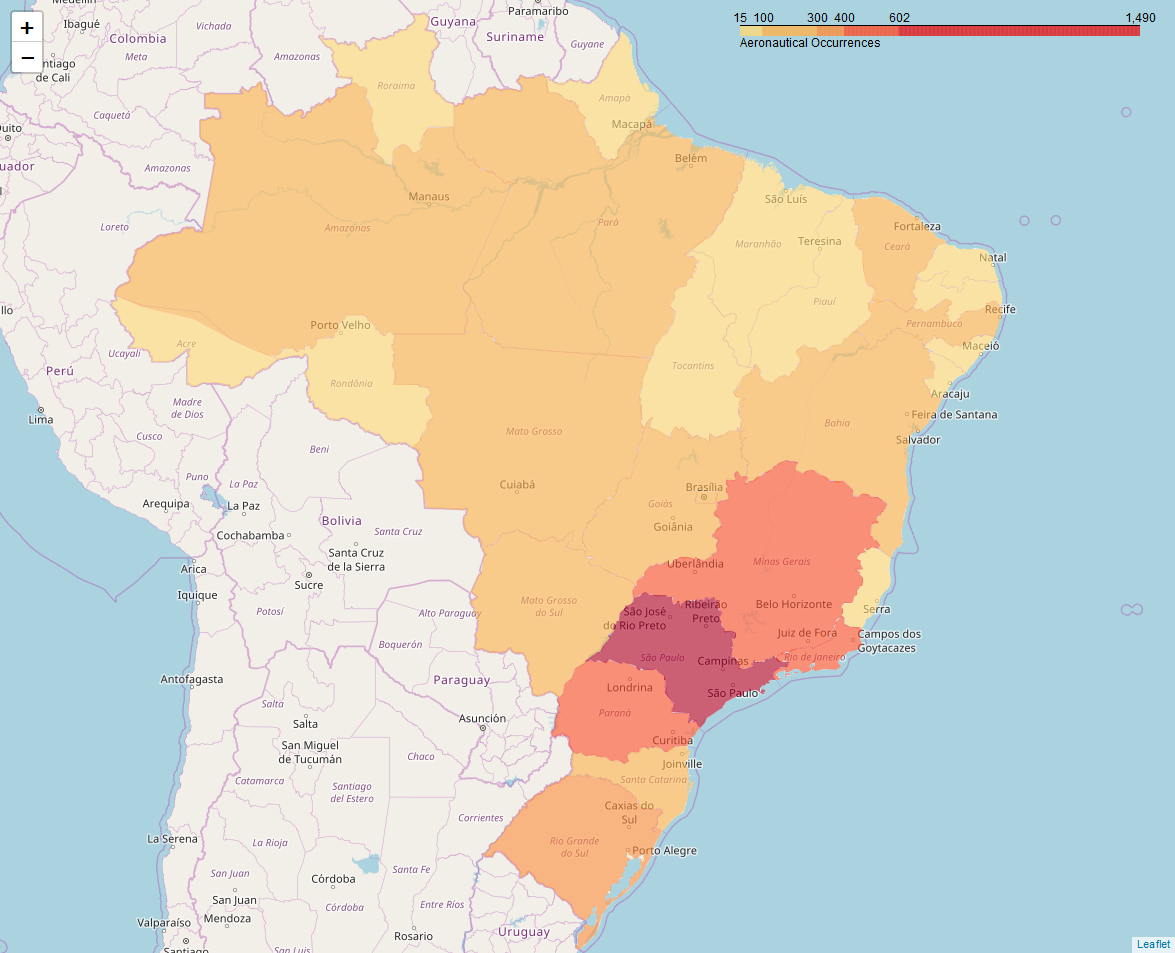 +
−
15 100 300 400 602 1,490
Aeronautical Occurrences
Medellín
Ibagué
Colombia
Meta
Santiago
de Cali
Vichada
Amazonas
Guyana
Paramaribo
Suriname
Guyane
Caquetá
Quito
Amazonas
Loreto
Roraima
Amapá
Macapá
Belém
Manaus
Amazonas
Pará
São Luís
Maranhão
Teresina
Fortaleza
Ceará
Natal
Piauí
Recife
Pernambuco
Maceió
Aracaju
Feira de Santana
Salvador
Bahia
Tocantins
Porto Velho
Acre
Rondônia
Ucayali
Perú
Lima
Madre
de Dios
Cusco
Puno
Arequipa
La Paz
La Paz
Beni
Bolivia
Santa Cruz
Cochabamba
Santa Cruz
de la Sierra
Sucre
Arica
Iquique
Potosí
Mato Grosso
Cuiabá
Brasília
Goiás
Goiânia
Uberlândia
Minas Gerais
Belo Horizonte
Serra
Juiz de Fora
Campos dos
Goytacazes
Rio de Janeiro
Mato Grosso
do Sul
São José
do Rio Preto
Ribeirão
Preto
São Paulo
Campinas
São Paulo
Londrina
Paraná
Curitiba
Joinville
Santa Catarina
Caxias do
Sul
Rio Grande
do Sul
Porto Alegre
Alto Paraguay
Boquerón
Paraguay
Asunción
Antofagasta
Salta
Salta
San Miguel
de Tucumán
Chaco
Catamarca
Santiago
del Estero
Corrientes
La Serena
La Rioja
San Juan
San Juan
Córdoba
Córdoba
Santa Fe
Entre Ríos
Valparaíso
Mendoza
Rosario
Uruguay
Santiago
San Luis
Leaflet